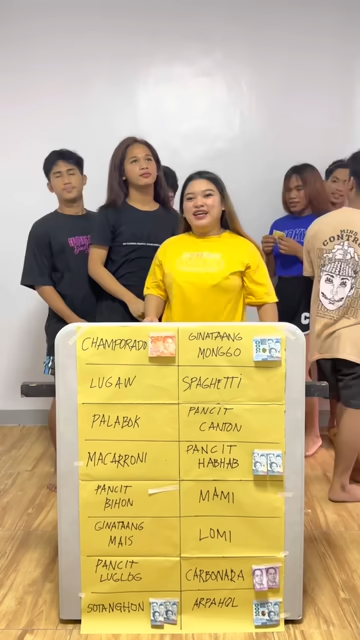 CHAMPORADO
GINATAANG
MONGGO
LUGAW
SPAGHETTI
PALABOK
PANCIT
CANTON
MACARRONI
PANCIT
HABHAB
PANCIT
BIHON
MAMI
GINATAANG
MAIS
LOMI
PANCIT
LUGLOG
CARBONARA
SOTANGHON
ARPAHOL